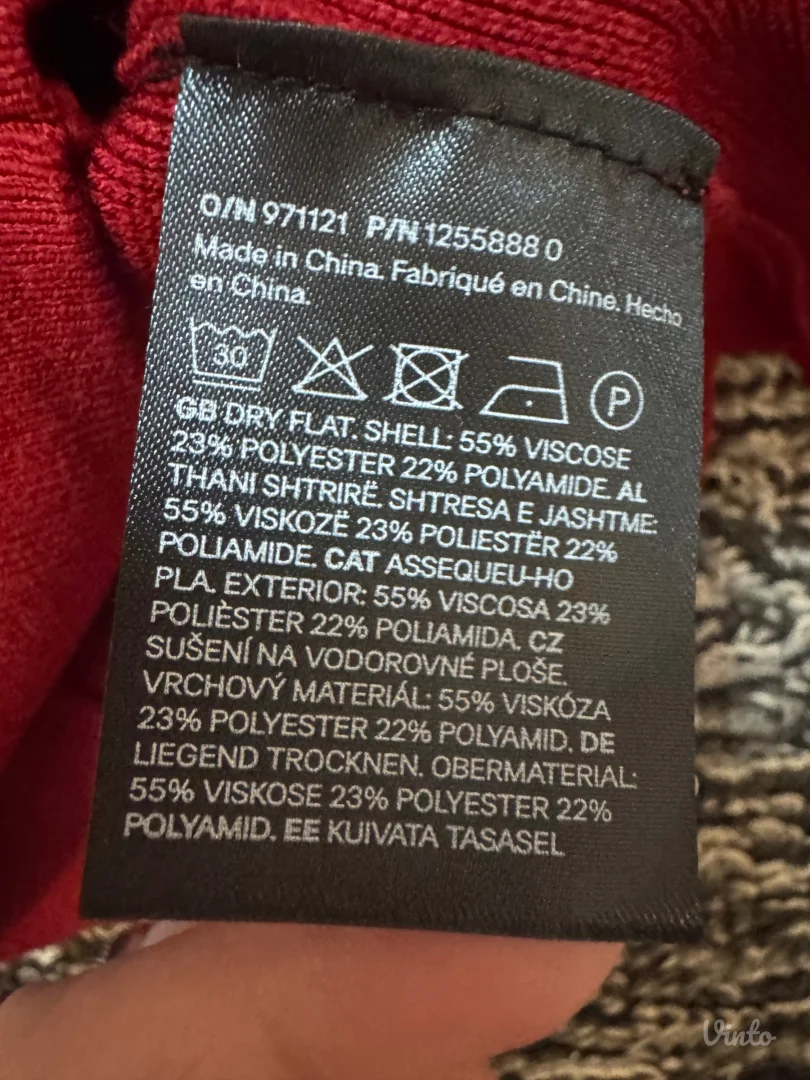 O/N 971121 P/N 1255888 0
Made in China. Fabriqué en Chine. Hecho
en China.
30
P
GB DRY FLAT. SHELL: 55% VISCOSE
23% POLYESTER 22% POLYAMIDE. AL
THANI SHTRIRË. SHTRESA E JASHTME:
55% VISKOZË 23% POLIESTËR 22%
POLIAMIDE. CAT ASSEQUEU-HO
PLA. EXTERIOR: 55% VISCOSA 23%
POLIÈSTER 22% POLIAMIDA. CZ
SUŠENÍ NA VODOROVNÉ PLOŠE.
VRCHOVÝ MATERIÁL: 55% VISKÓZA
23% POLYESTER 22% POLYAMID. DE
LIEGEND TROCKNEN. OBERMATERIAL:
55% VISKOSE 23% POLYESTER 22%
POLYAMID. EE KUIVATA TASASEL
Vinto